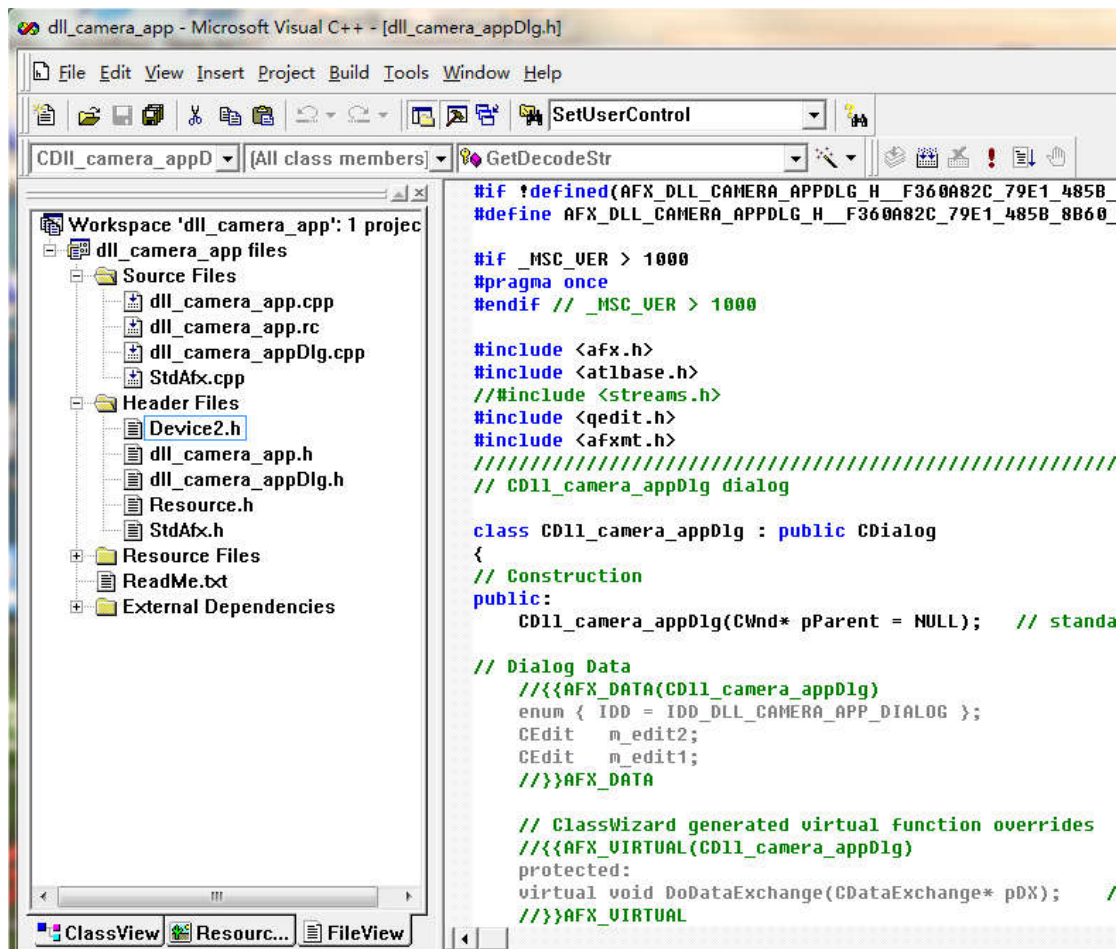 dll_camera_app - Microsoft Visual C++ - [dll_camera_appDlg.h]
File Edit View Insert Project Build Tools Window Help
SetUserControl
CDll_camera_appD [All class members] GetDecodeStr
Workspace 'dll_camera_app': 1 projec
dll_camera_app files
Source Files
dll_camera_app.cpp
dll_camera_app.rc
dll_camera_appDlg.cpp
StdAfx.cpp
Header Files
Device2.h
dll_camera_app.h
dll_camera_appDlg.h
Resource.h
StdAfx.h
Resource Files
ReadMe.txt
External Dependencies
ClassView Resourc... FileView
#if !defined(AFX_DLL_CAMERA_APPDLG_H__F360A82C_79E1_485B_
#define AFX_DLL_CAMERA_APPDLG_H__F360A82C_79E1_485B_8B60_
#if _MSC_VER > 1000
#pragma once
#endif // _MSC_VER > 1000
#include <afx.h>
#include <atlbase.h>
//#include <streams.h>
#include <qedit.h>
#include <afxmt.h>
/////////////////////////////////////////////////////////
// CDll_camera_appDlg dialog
class CDll_camera_appDlg : public CDialog
{
// Construction
public:
CDll_camera_appDlg(CWnd* pParent = NULL); // standa
// Dialog Data
//{{AFX_DATA(CDll_camera_appDlg)
enum { IDD = IDD_DLL_CAMERA_APP_DIALOG };
CEdit m_edit2;
CEdit m_edit1;
//}}AFX_DATA
// ClassWizard generated virtual function overrides
//{{AFX_VIRTUAL(CDll_camera_appDlg)
protected:
virtual void DoDataExchange(CDataExchange* pDX); /
//}}AFX_VIRTUAL